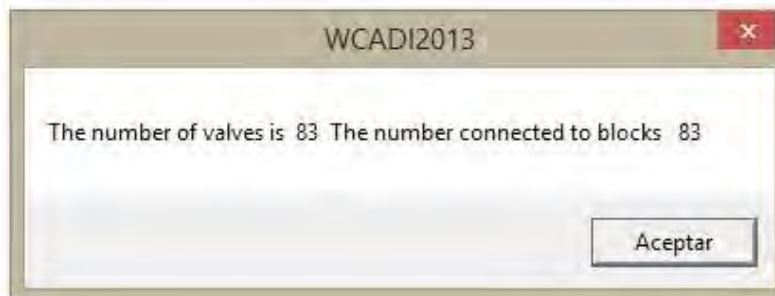 WCADI2013
The number of valves is 83 The number connected to blocks 83
Aceptar